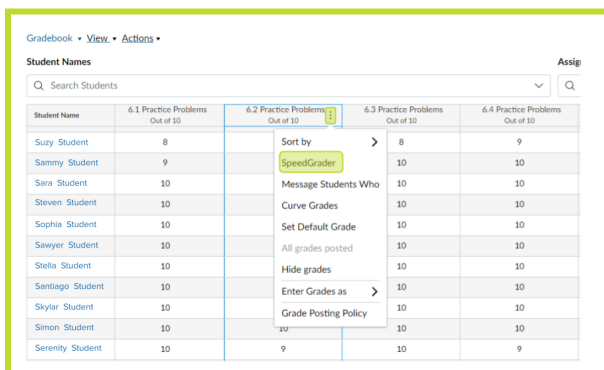 Gradebook View Actions
Student Names Assig
Search Students
Student Name 6.1 Practice Problems 6.2 Practice Problems 6.3 Practice Problems 6.4 Practice Problems
Out of 10 Out of 10 Out of 10 Out of 10
Suzy Student 8 Sort by 8 9
Sammy Student 9 SpeedGrader 10 10
Sara Student 10 Message Students Who 10 10
Steven Student 10 Curve Grades 10 10
Sophia Student 10 Set Default Grade 10 10
Sawyer Student 10 All grades posted 10 10
Stella Student 10 Hide grades 10 10
Santiago Student 10 Enter Grades as 10 10
Skylar Student 10 Grade Posting Policy 10 10
Simon Student 10 10 10 10
Serenity Student 10 9 10 9